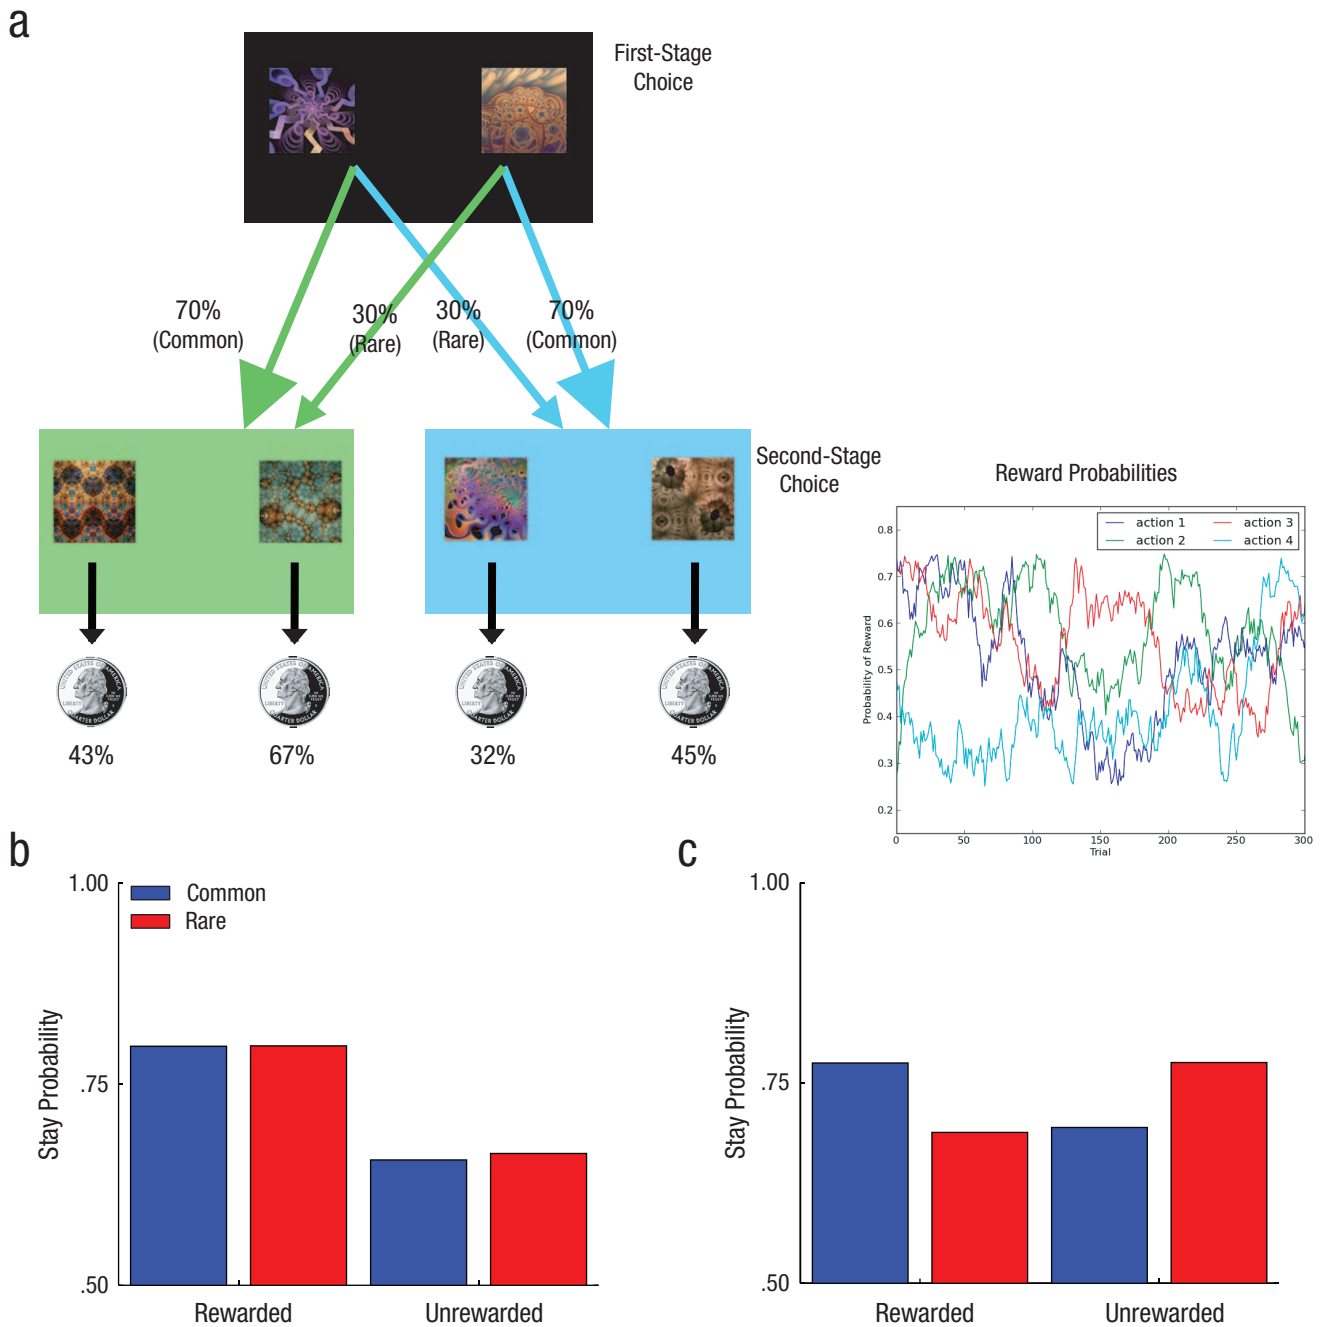 a
First-Stage
Choice
70%
(Common)
30%
(Rare)
30%
(Rare)
70%
(Common)
Second-Stage
Choice
43%
67%
32%
45%
Reward Probabilities
action 1
action 2
action 3
action 4
Probability of Reward
0.8
0.7
0.6
0.5
0.4
0.3
0.2
0
50
100
150
200
250
300
Trial
b
Common
Rare
Stay Probability
1.00
.75
.50
Rewarded
Unrewarded
c
Stay Probability
1.00
.75
.50
Rewarded
Unrewarded